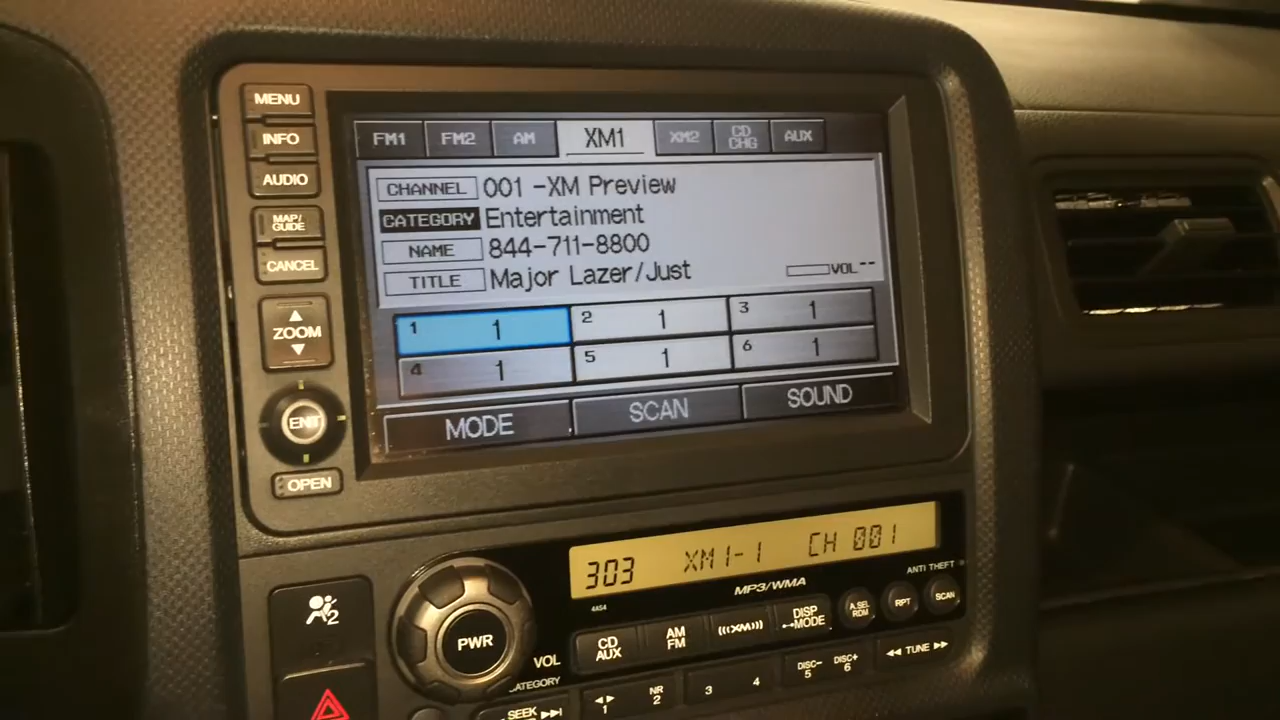 MENU
INFO
AUDIO
MAP/
GUIDE
CANCEL
ZOOM
ENT
OPEN
FM1 FM2 AM XM1 XM2 CD CHG AUX
CHANNEL 001 -XM Preview
CATEGORY Entertainment
NAME 844-711-8800
TITLE Major Lazer/Just
VOL--
1 1 2 1 3 1
4 1 5 1 6 1
MODE SCAN SOUND
303 XM1-1 CH 001
4AS4 MP3/WMA ANTI THEFT
2
PWR
VOL
CD AUX AM FM (((XM))) DISP MODE A.SEL RDM RPT SCAN
CATEGORY
SEEK 1 NR 2 3 4 DISC- 5 DISC+ 6 TUNE